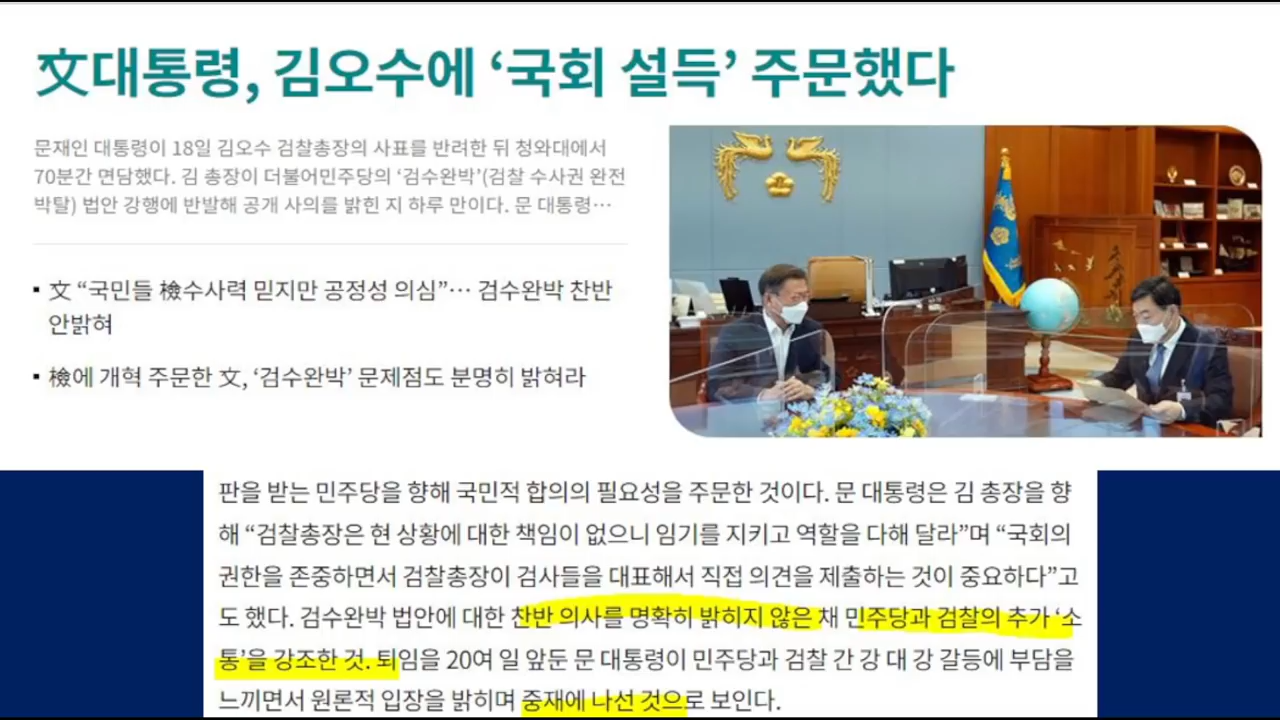 文대통령, 김오수에 ‘국회 설득’ 주문했다
문재인 대통령이 18일 김오수 검찰총장의 사표를 반려한 뒤 청와대에서
70분간 면담했다. 김 총장이 더불어민주당의 ‘검수완박’(검찰 수사권 완전
박탈) 법안 강행에 반발해 공개 사의를 밝힌 지 하루 만이다. 문 대통령…
▪ 文 “국민들 檢수사력 믿지만 공정성 의심”… 검수완박 찬반
안밝혀
▪ 檢에 개혁 주문한 文, ‘검수완박’ 문제점도 분명히 밝혀라
판을 받는 민주당을 향해 국민적 합의의 필요성을 주문한 것이다. 문 대통령은 김 총장을 향
해 “검찰총장은 현 상황에 대한 책임이 없으니 임기를 지키고 역할을 다해 달라”며 “국회의
권한을 존중하면서 검찰총장이 검사들을 대표해서 직접 의견을 제출하는 것이 중요하다”고
도 했다. 검수완박 법안에 대한 찬반 의사를 명확히 밝히지 않은 채 민주당과 검찰의 추가 ‘소
통’을 강조한 것. 퇴임을 20여 일 앞둔 문 대통령이 민주당과 검찰 간 강 대 강 갈등에 부담을
느끼면서 원론적 입장을 밝히며 중재에 나선 것으로 보인다.